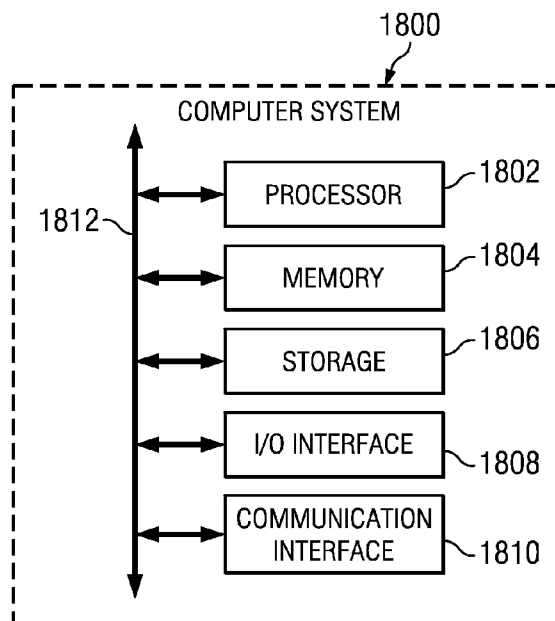 1800
COMPUTER SYSTEM
1812
PROCESSOR
1802
MEMORY
1804
STORAGE
1806
I/O INTERFACE
1808
COMMUNICATION
INTERFACE
1810